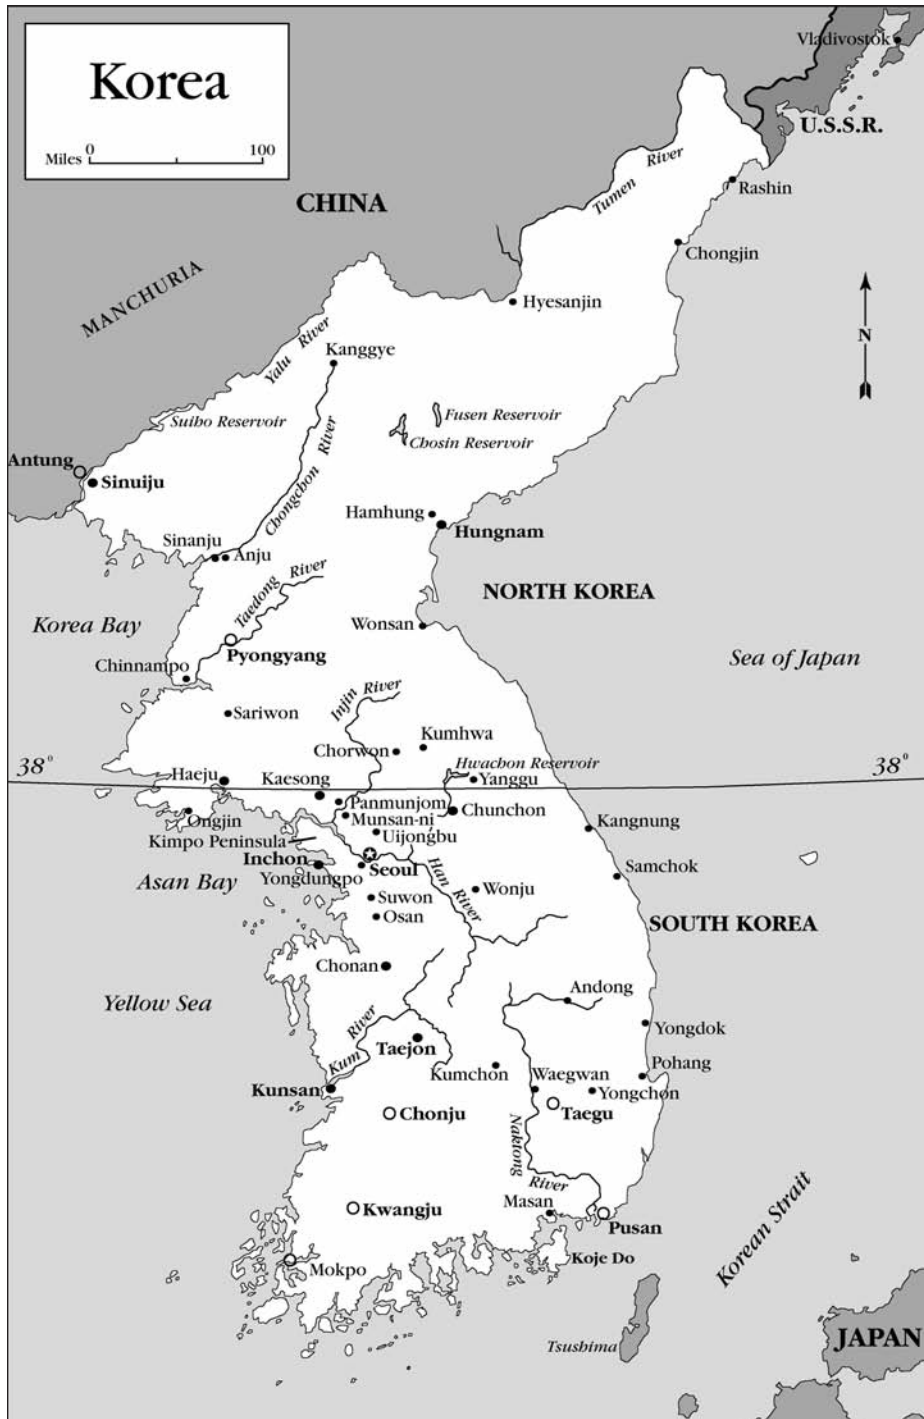 Korea
Miles 0 100
Vladivostok
U.S.S.R.
Tumen River
Rashin
CHINA
Chongjin
MANCHURIA
Hyesanjin
N
Yalu River
Kanggye
Suiho Reservoir
Fusen Reservoir
Chosin Reservoir
Chongchon River
Antung
Sinuiju
Hamhung
Hungnam
Sinanju
Anju
Taedong River
NORTH KOREA
Korea Bay
Wonsan
Pyongyang
Sea of Japan
Chinnampo
Injin River
Sariwon
Kumhwa
Chorwon
Hwachon Reservoir
38°
38°
Haeju
Kaesong
Yanggu
Panmunjom
Chunchon
Ongjin
Munsan-ni
Kangnung
Uijongbu
Kimpo Peninsula
Inchon
Seoul
Yongdungpo
Han River
Samchok
Asan Bay
Wonju
Suwon
Osan
SOUTH KOREA
Chonan
Andong
Yellow Sea
Yongdok
Kum River
Taejon
Kumchon
Waegwan
Pohang
Kunsan
Yongchon
Chonju
Taegu
Naktong River
Masan
Kwangju
Pusan
Korean Strait
Koje Do
Mokpo
Tsushima
JAPAN